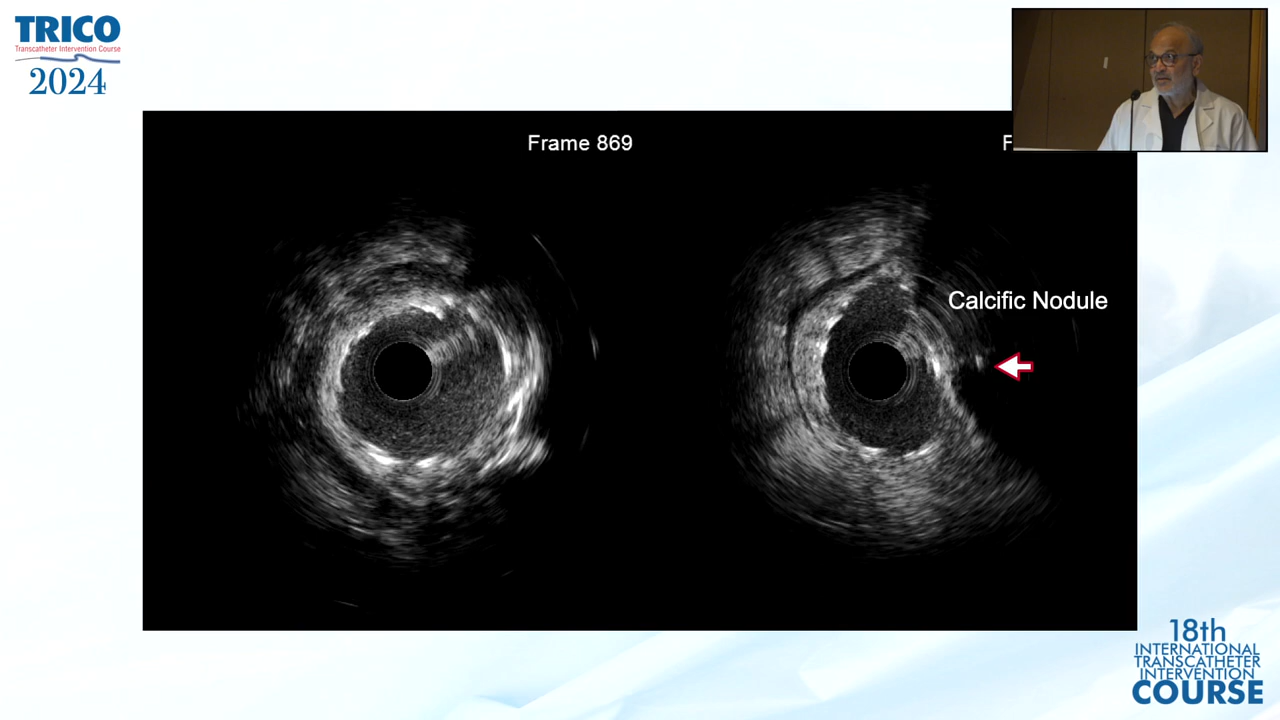 TRICO
Transcatheter Intervention Course
2024
Frame 869
F
Calcific Nodule
18th
INTERNATIONAL
TRANSCATHETER
INTERVENTION
COURSE